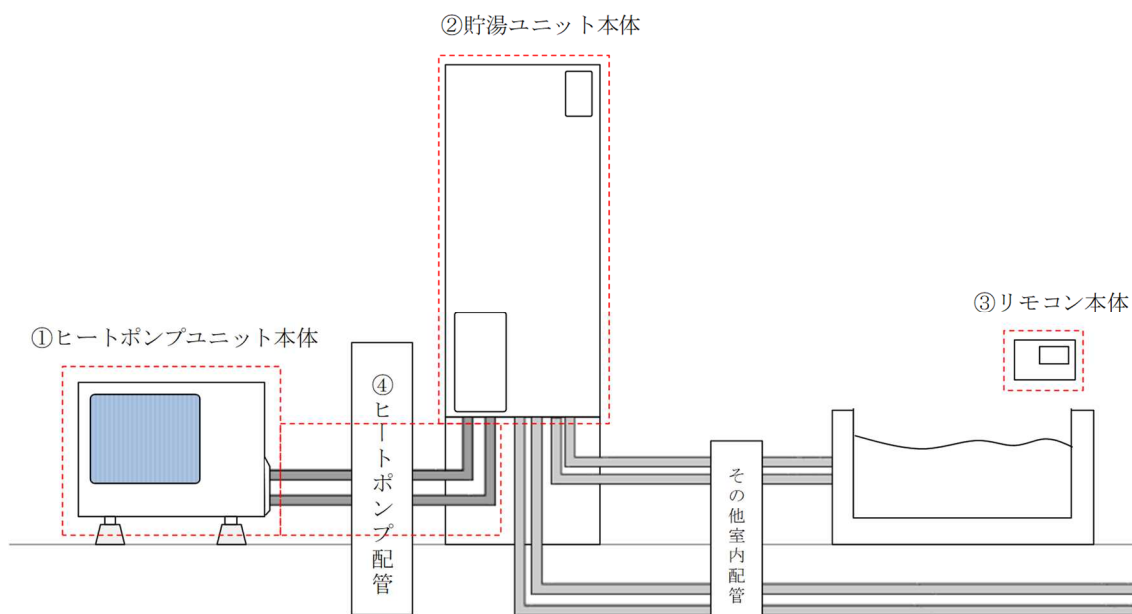 ②貯湯ユニット本体
③リモコン本体
①ヒートポンプユニット本体
④ヒートポンプ配管
その他室内配管